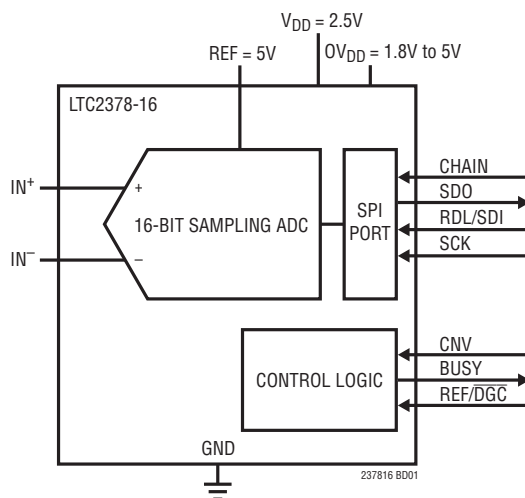 V_DD = 2.5V
REF = 5V
OV_DD = 1.8V to 5V
LTC2378-16
IN⁺
+
16-BIT SAMPLING ADC
IN⁻
–
SPI
PORT
CHAIN
SDO
RDL/SDI
SCK
CONTROL LOGIC
CNV
BUSY
REF/D̅G̅C̅
GND
237816 BD01